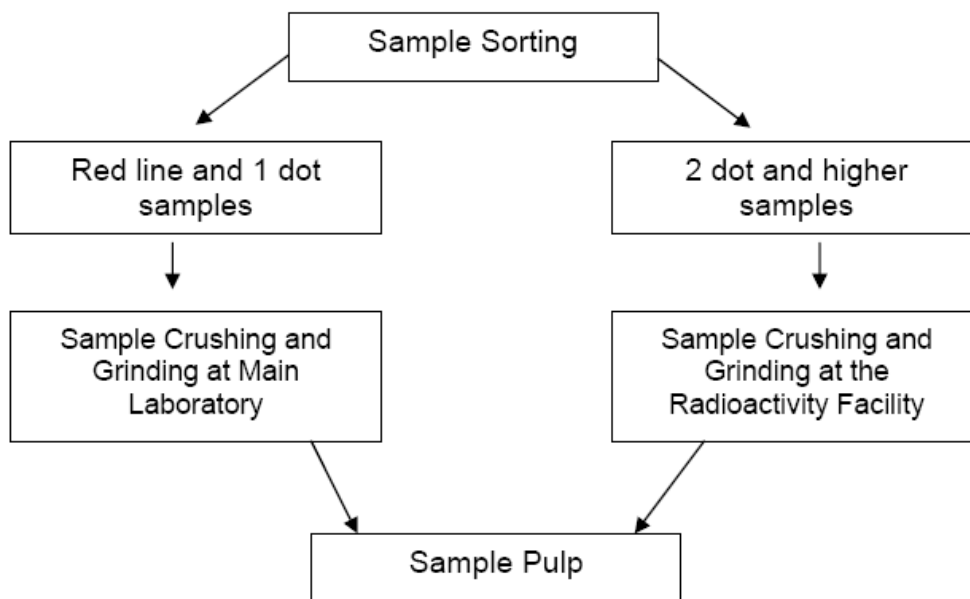 Sample Sorting
Red line and 1 dot
samples
2 dot and higher
samples
Sample Crushing and
Grinding at Main
Laboratory
Sample Crushing and
Grinding at the
Radioactivity Facility
Sample Pulp